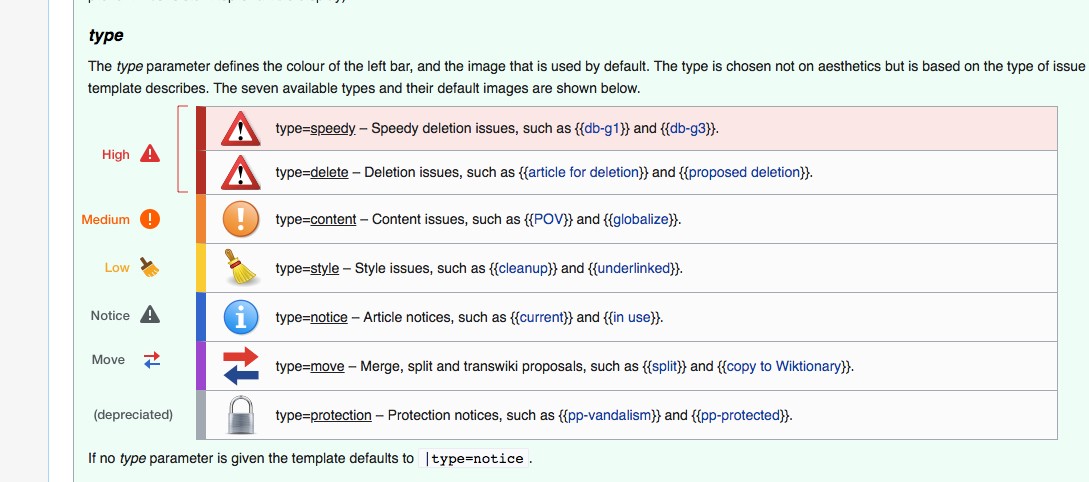 type
The type parameter defines the colour of the left bar, and the image that is used by default. The type is chosen not on aesthetics but is based on the type of issue
template describes. The seven available types and their default images are shown below.
High
type=speedy – Speedy deletion issues, such as {{db-g1}} and {{db-g3}}.
type=delete – Deletion issues, such as {{article for deletion}} and {{proposed deletion}}.
Medium
type=content – Content issues, such as {{POV}} and {{globalize}}.
Low
type=style – Style issues, such as {{cleanup}} and {{underlinked}}.
Notice
type=notice – Article notices, such as {{current}} and {{in use}}.
Move
type=move – Merge, split and transwiki proposals, such as {{split}} and {{copy to Wiktionary}}.
(depreciated)
type=protection – Protection notices, such as {{pp-vandalism}} and {{pp-protected}}.
If no type parameter is given the template defaults to |type=notice .